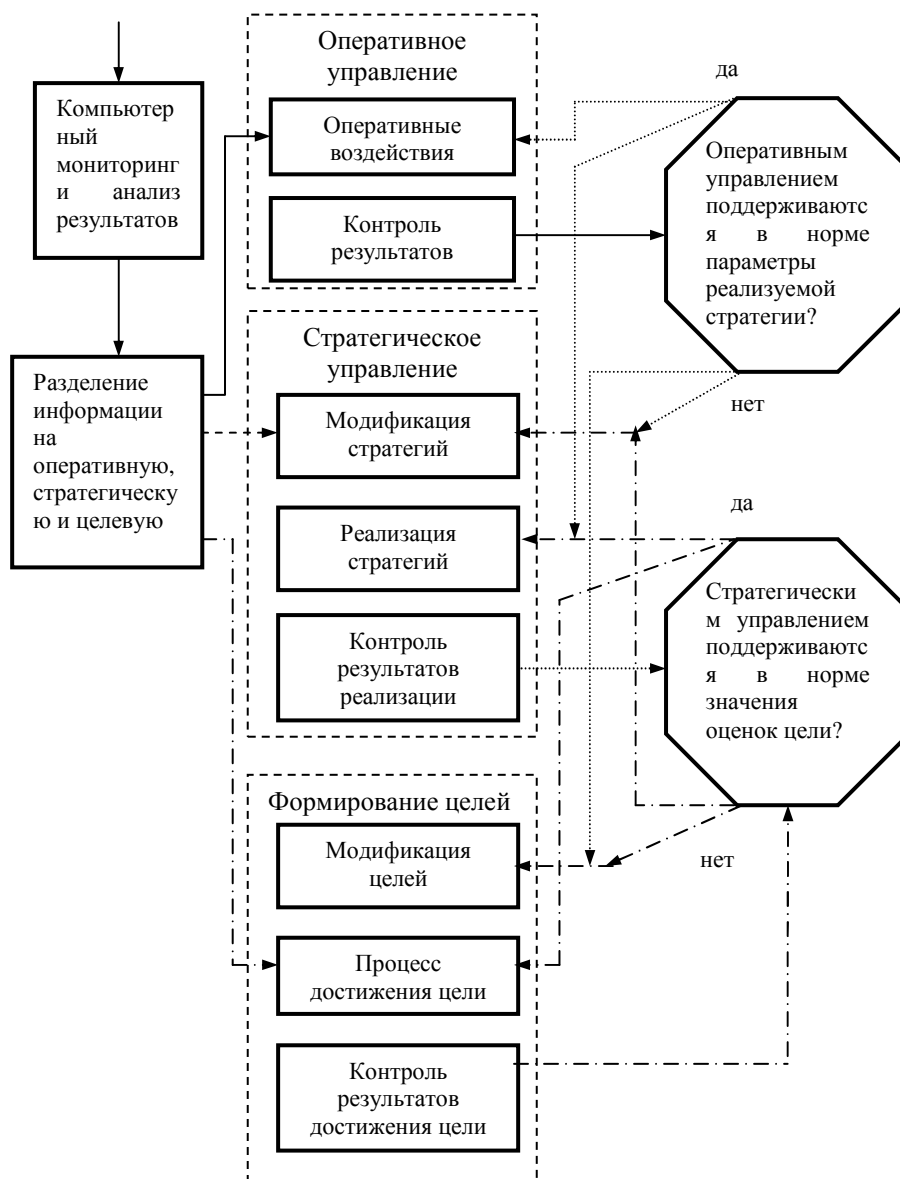 Оперативное
управление
да
Компьютер
ный
мониторинг
и анализ
результатов
Оперативные
воздействия
Оперативным
управлением
поддерживаютс
я в норме
параметры
реализуемой
стратегии?
Контроль
результатов
Стратегическое
управление
Разделение
информации
на
оперативную,
стратегическу
ю и целевую
нет
Модификация
стратегий
да
Реализация
стратегий
Стратегически
м управлением
поддерживаютс
я в норме
значения
оценок цели?
Контроль
результатов
реализации
Формирование целей
Модификация
целей
нет
Процесс
достижения цели
Контроль
результатов
достижения цели